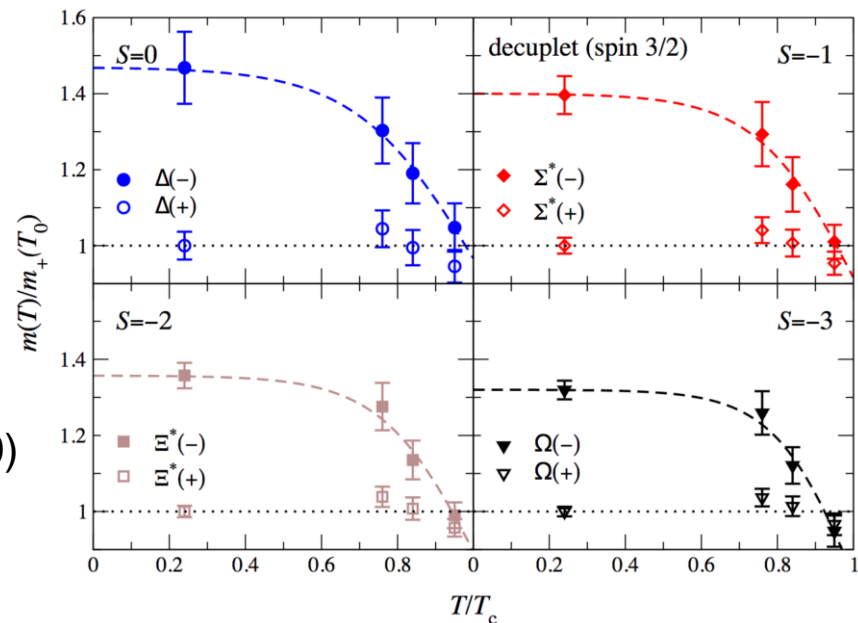 1.6
S=0
decuplet (spin 3/2)
S=−1
1.4
1.2
Δ(−)
Δ(+)
Σ*(−)
Σ*(+)
1
m(T)/m₊(T₀)
S=−2
S=−3
1.4
1.2
Ξ*(−)
Ξ*(+)
Ω(−)
Ω(+)
)
1
0 0.2 0.4 0.6 0.8 0 0.2 0.4 0.6 0.8 1
T/T_c